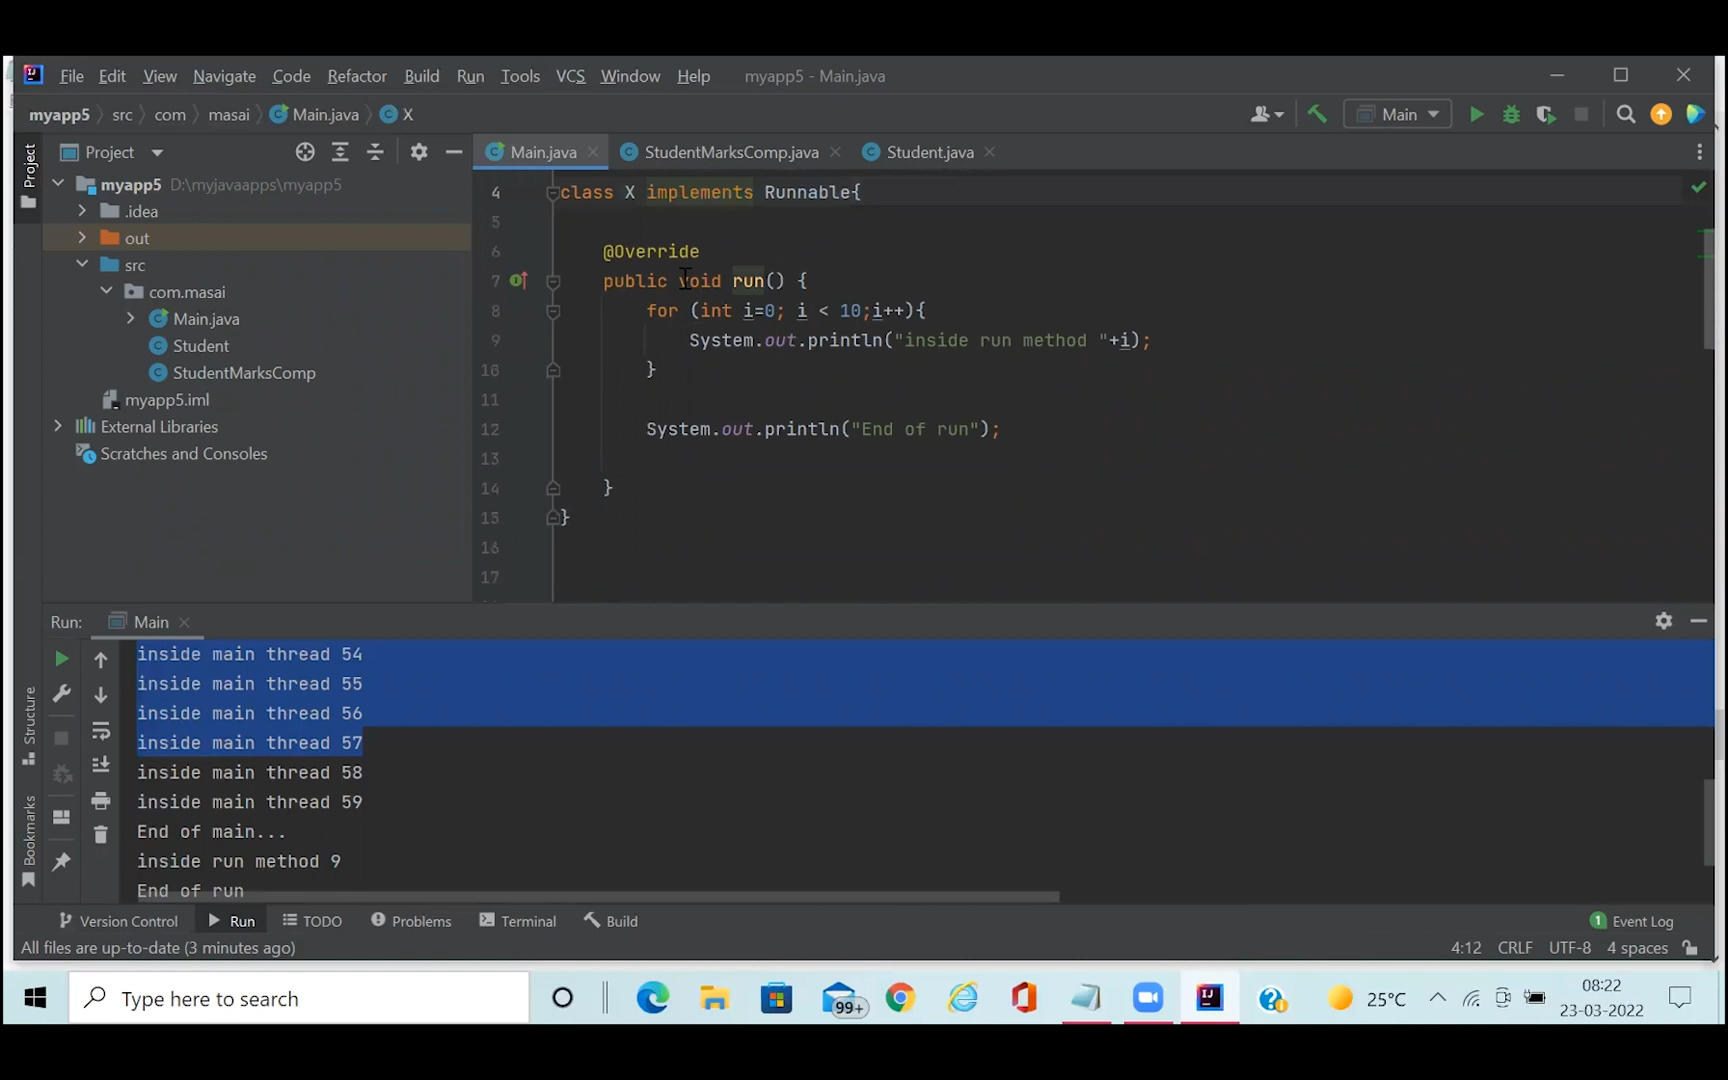 File Edit View Navigate Code Refactor Build Run Tools VCS Window Help myapp5 - Main.java
myapp5 src com masai Main.java X Main
Project Main.java StudentMarksComp.java Student.java
Project
myapp5 D:\myjavaapps\myapp5
.idea
out
src
com.masai
Main.java
Student
StudentMarksComp
myapp5.iml
External Libraries
Scratches and Consoles
4 class X implements Runnable{
5
6 @Override
7 public void run() {
8 for (int i=0; i < 10;i++){
9 System.out.println("inside run method "+i);
10 }
11
12 System.out.println("End of run");
13
14 }
15 }
16
17
Run: Main
inside main thread 54
inside main thread 55
inside main thread 56
inside main thread 57
inside main thread 58
inside main thread 59
End of main...
inside run method 9
End of run
Structure
Bookmarks
Version Control Run TODO Problems Terminal Build 1 Event Log
All files are up-to-date (3 minutes ago) 4:12 CRLF UTF-8 4 spaces
Type here to search 99+ 25°C 08:22
23-03-2022